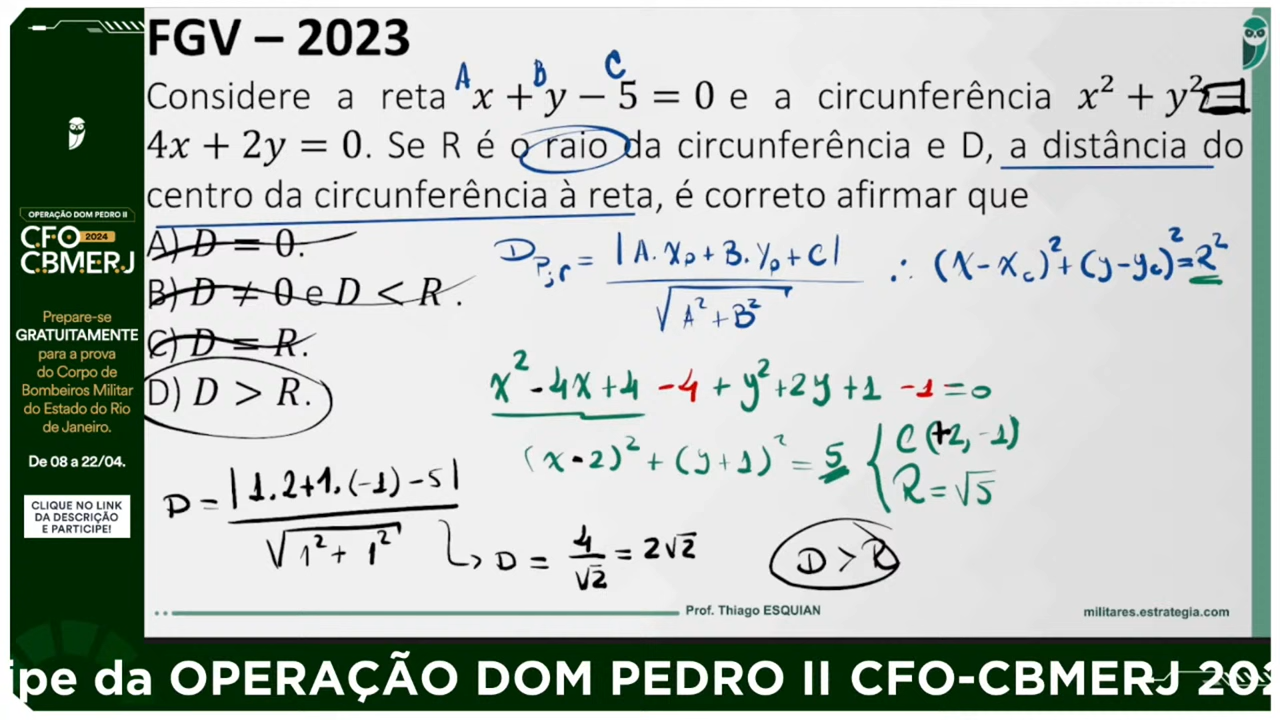 FGV – 2023
A B C
Considere a reta x + y − 5 = 0 e a circunferência x² + y² −
4x + 2y = 0. Se R é o raio da circunferência e D, a distância do
centro da circunferência à reta, é correto afirmar que
A) D = 0.
B) D ≠ 0 e D < R.
C) D = R.
D) D > R.
D P,r = |A.Xp + B.Yp + C| / √(A² + B²) ∴ (x − xc)² + (y − yc)² = R²
x² − 4x + 4 − 4 + y² + 2y + 1 − 1 = 0
(x − 2)² + (y + 1)² = 5 { C(+2, −1)
R = √5
D = |1.2 + 1.(−1) − 5| / √(1² + 1²)
↳ D = 4/√2 = 2√2
D > R
Prof. Thiago ESQUIAN
militares.estrategia.com
OPERAÇÃO DOM PEDRO II
CFO 2024
CBMERJ
Prepare-se
GRATUITAMENTE
para a prova
do Corpo de
Bombeiros Militar
do Estado do Rio
de Janeiro.
De 08 a 22/04.
CLIQUE NO LINK
DA DESCRIÇÃO
E PARTICIPE!
ipe da OPERAÇÃO DOM PEDRO II CFO-CBMERJ 202